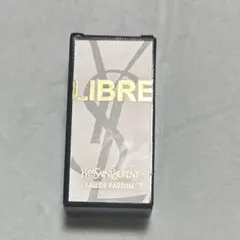 LIBRE
YVESSAINTLAURENT
EAU DE PARFUM